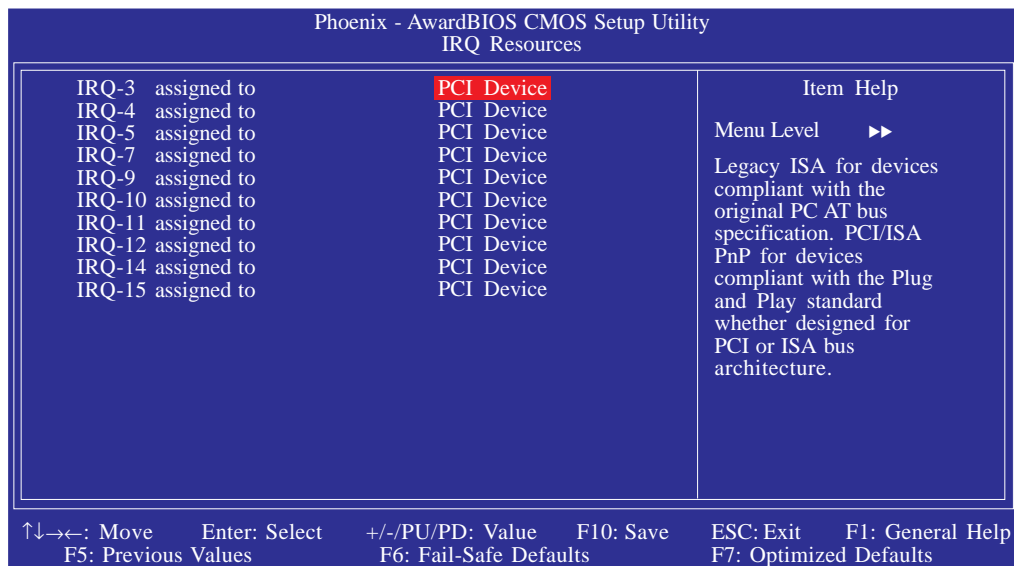 Phoenix - AwardBIOS CMOS Setup Utility
IRQ Resources
IRQ-3 assigned to PCI Device
IRQ-4 assigned to PCI Device
IRQ-5 assigned to PCI Device
IRQ-7 assigned to PCI Device
IRQ-9 assigned to PCI Device
IRQ-10 assigned to PCI Device
IRQ-11 assigned to PCI Device
IRQ-12 assigned to PCI Device
IRQ-14 assigned to PCI Device
IRQ-15 assigned to PCI Device
Item Help
Menu Level ▶▶
Legacy ISA for devices
compliant with the
original PC AT bus
specification. PCI/ISA
PnP for devices
compliant with the Plug
and Play standard
whether designed for
PCI or ISA bus
architecture.
↑↓→←: Move Enter: Select +/-/PU/PD: Value F10: Save ESC: Exit F1: General Help
F5: Previous Values F6: Fail-Safe Defaults F7: Optimized Defaults